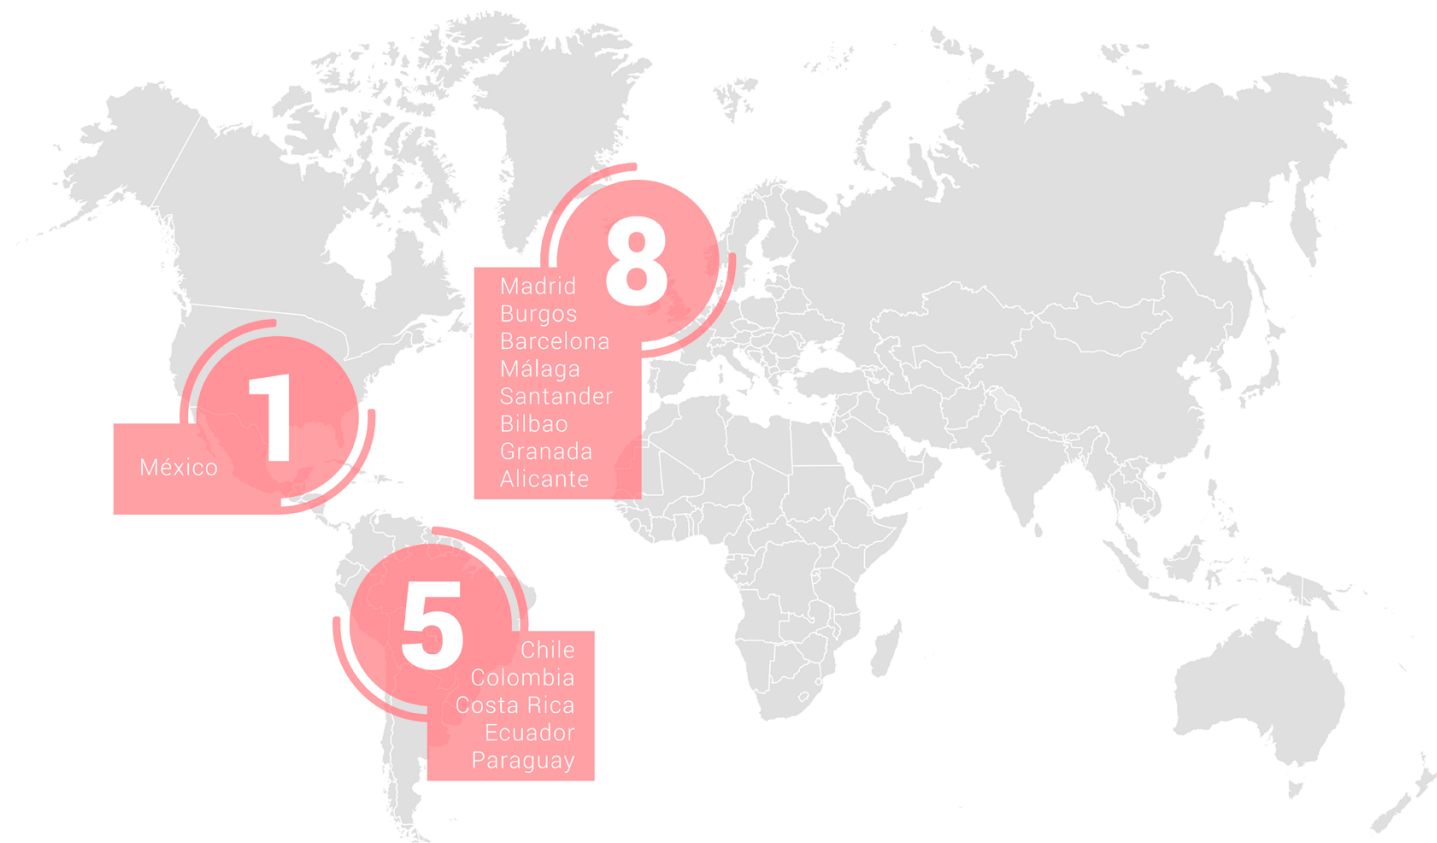 8
Madrid
Burgos
Barcelona
Málaga
Santander
Bilbao
Granada
Alicante
1
México
5
Chile
Colombia
Costa Rica
Ecuador
Paraguay